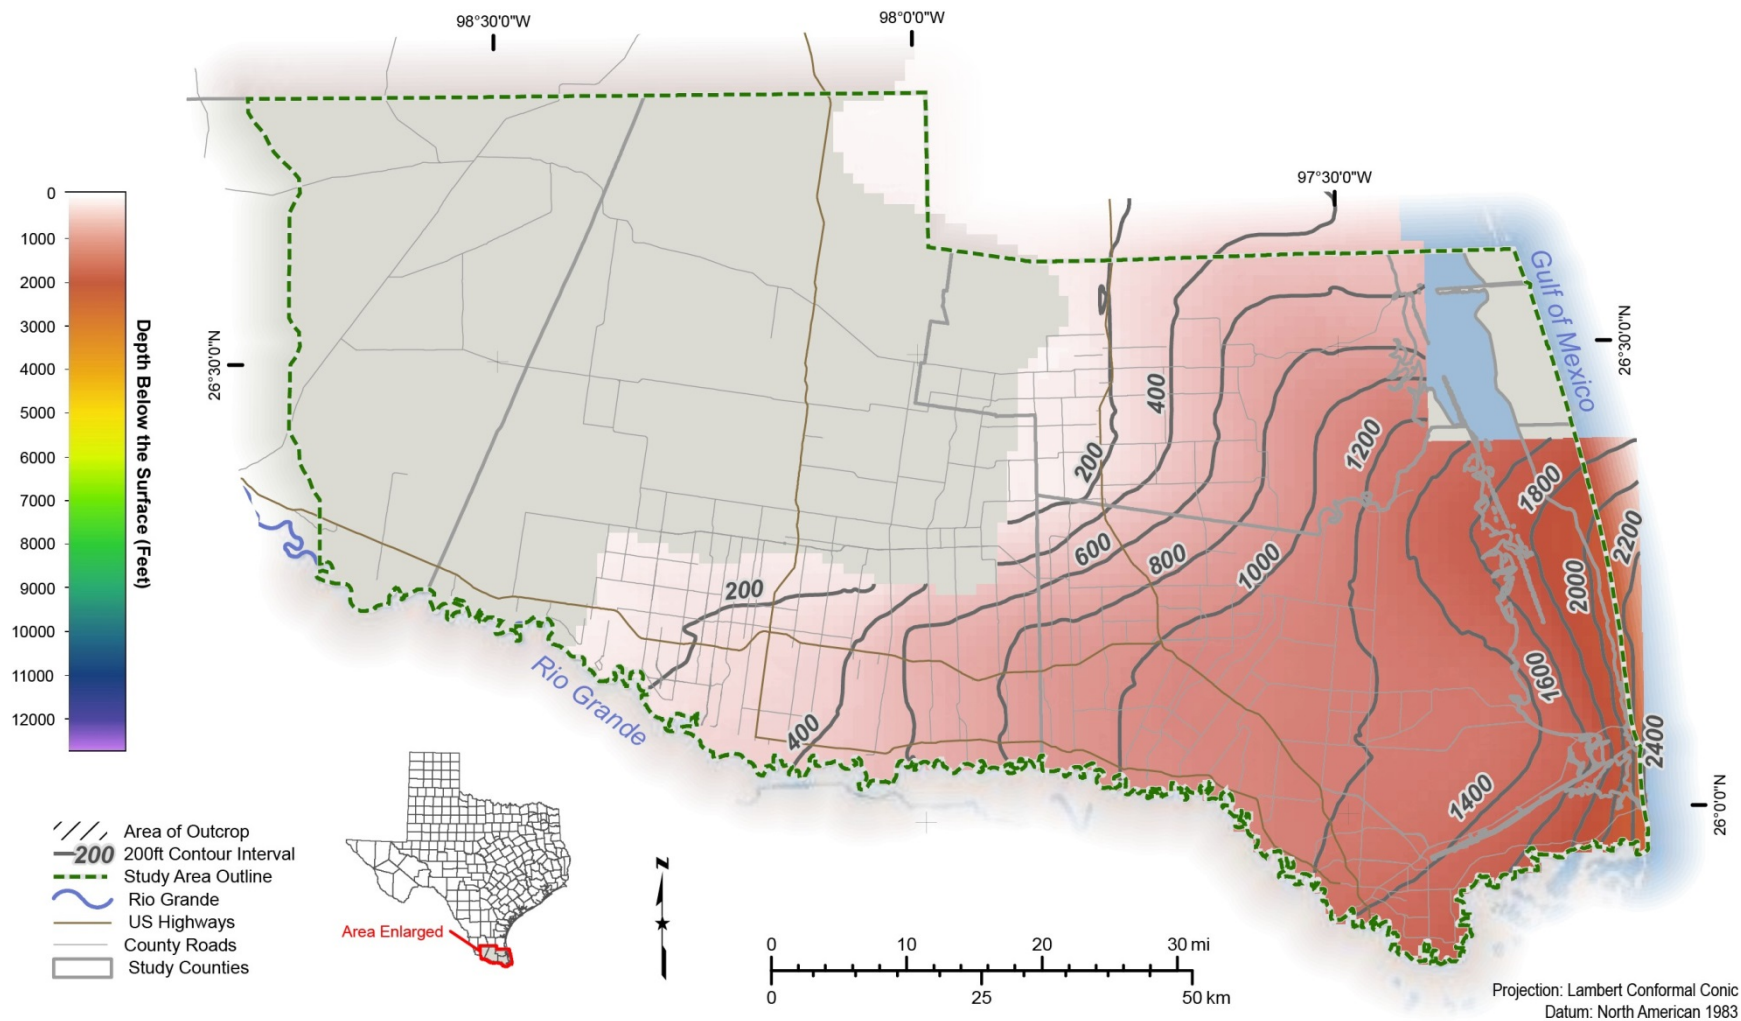 98°30'0"W
98°0'0"W
97°30'0"W
26°30'0"N
26°30'0"N
26°0'0"N
Gulf of Mexico
Rio Grande
0
1000
2000
3000
4000
5000
6000
7000
8000
9000
10000
11000
12000
Depth Below the Surface (Feet)
400
200
1200
1800
2200
600
800
1000
2000
200
1600
400
2400
1400
Area of Outcrop
200 200ft Contour Interval
Study Area Outline
Rio Grande
US Highways
County Roads
Study Counties
Area Enlarged
N
0 10 20 30 mi
0 25 50 km
Projection: Lambert Conformal Conic
Datum: North American 1983